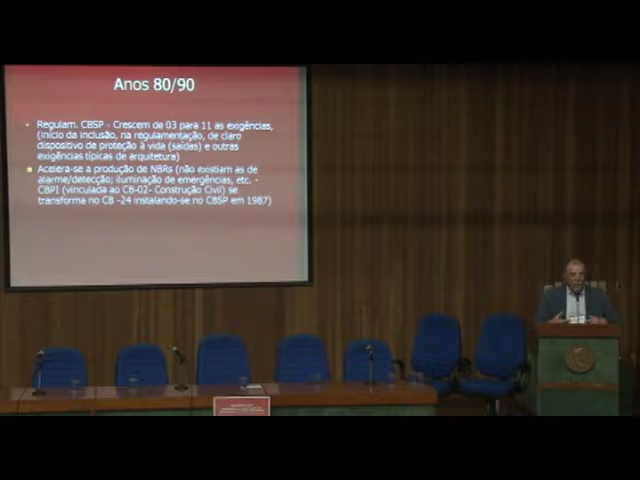 Anos 80/90
• Regulam. CBSP - Crescem de 03 para 11 as exigências,
(início da inclusão, na regulamentação, de claro
dispositivo de proteção à vida (saídas) e outras
exigências típicas de arquitetura)
Acelera-se a produção de NBRs (não existiam as de
alarme/detecção; iluminação de emergências, etc. -
CBPI (vinculada ao CB-02- Construção Civil) se
transforma no CB -24 instalando-se no CBSP em 1987)